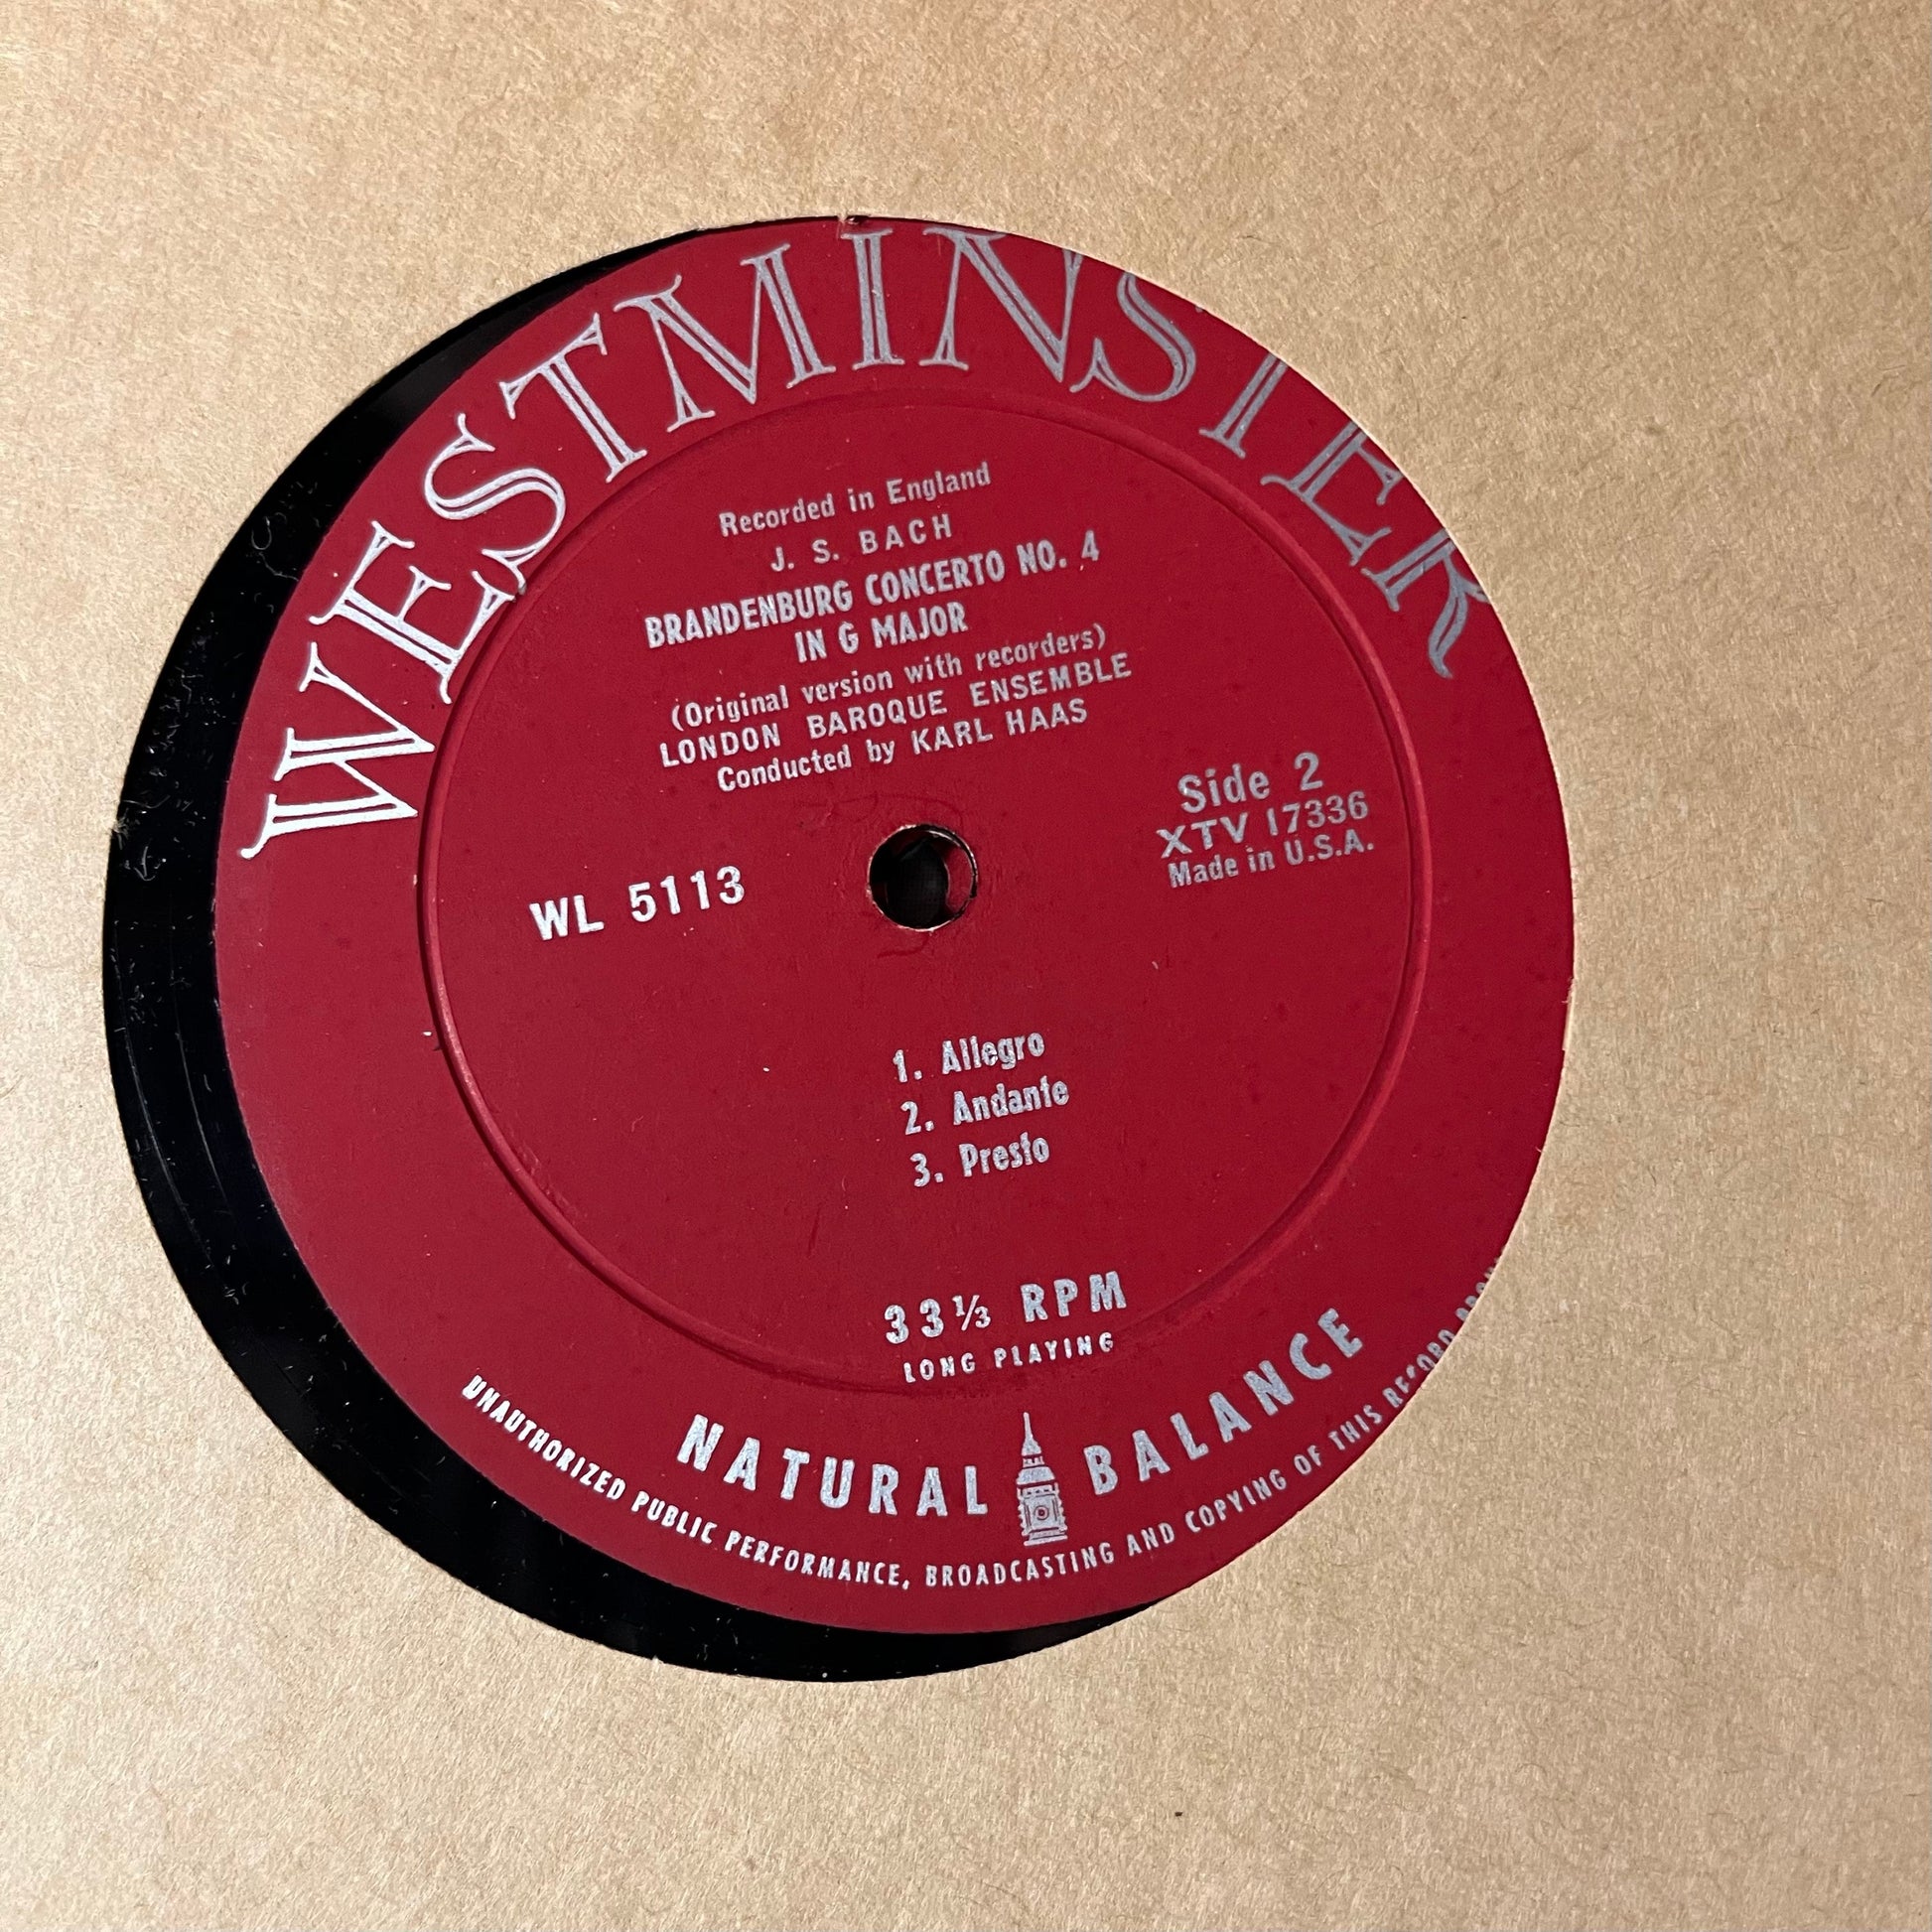 WESTMINSTER
Recorded in England
J. S. BACH
BRANDENBURG CONCERTO NO. 4
IN G MAJOR
(Original version with recorders)
LONDON BAROQUE ENSEMBLE
Conducted by KARL HAAS
Side 2
XTV 17336
Made in U.S.A.
WL 5113
1. Allegro
2. Andante
3. Presto
33⅓ RPM
LONG PLAYING
NATURAL BALANCE
UNAUTHORIZED PUBLIC PERFORMANCE, BROADCASTING AND COPYING OF THIS RECORD